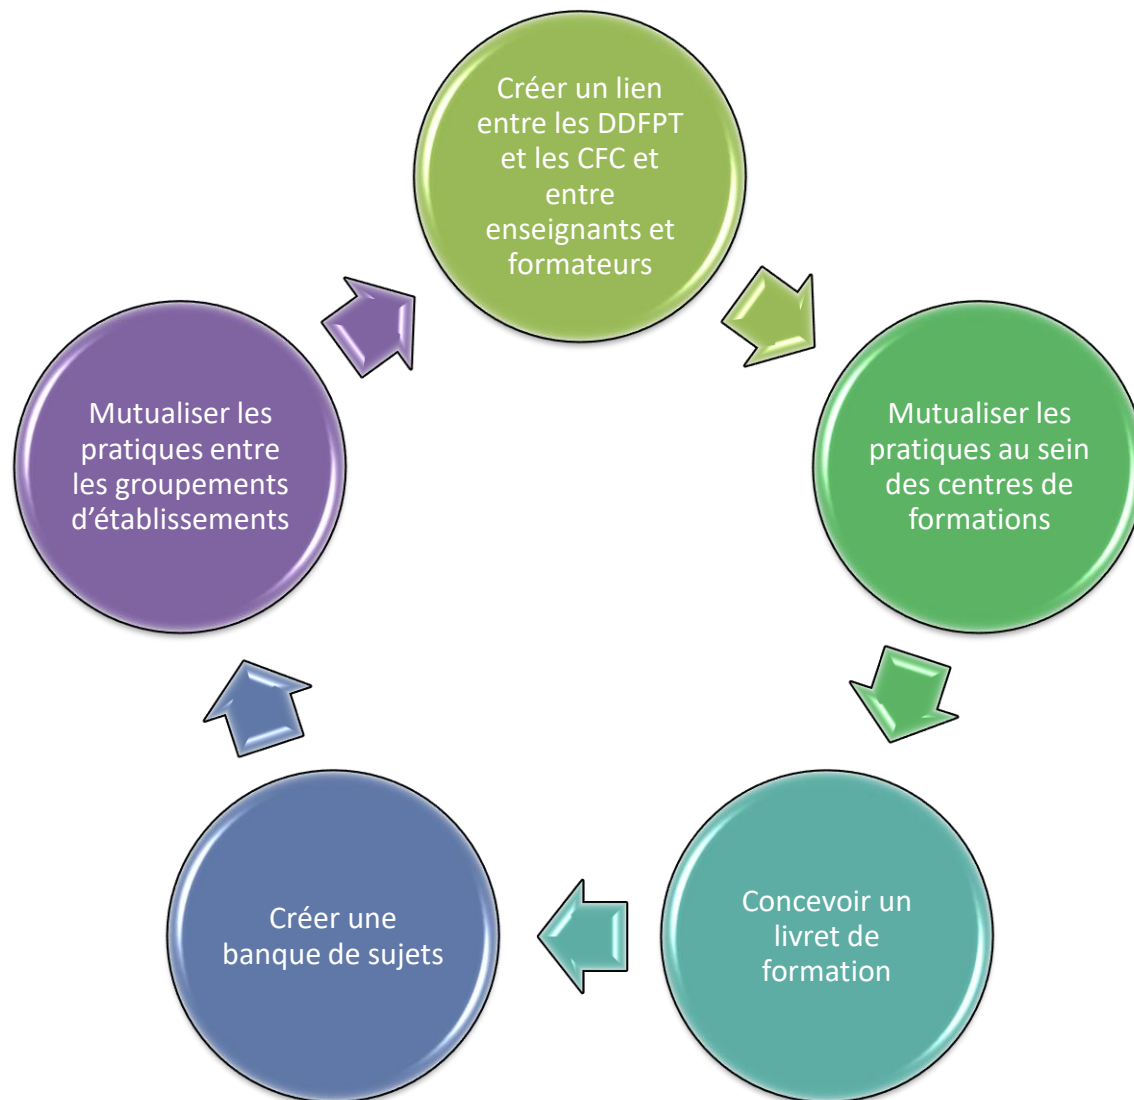 Créer un lien
entre les DDFPT
et les CFC et
entre
enseignants et
formateurs
Mutualiser les
pratiques au sein
des centres de
formations
Concevoir un
livret de
formation
Créer une
banque de sujets
Mutualiser les
pratiques entre
les groupements
d’établissements